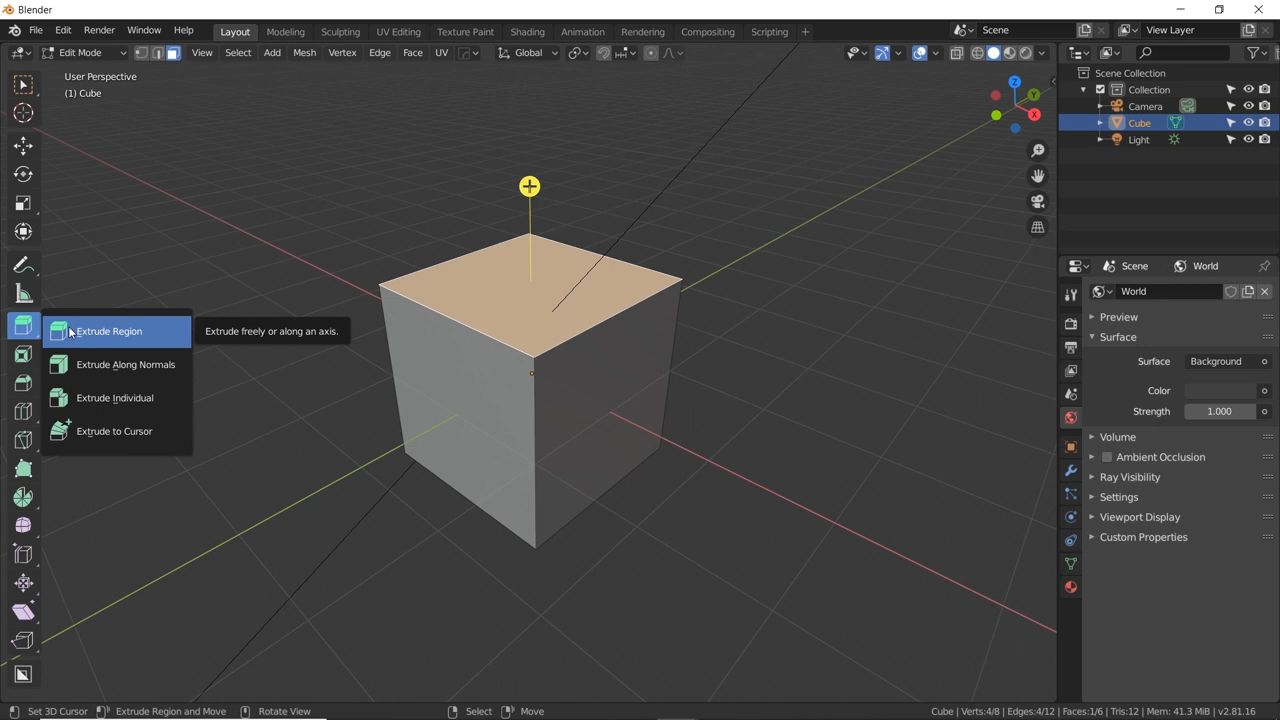 Blender
File Edit Render Window Help Layout Modeling Sculpting UV Editing Texture Paint Shading Animation Rendering Compositing Scripting + Scene View Layer
Edit Mode View Select Add Mesh Vertex Edge Face UV Global
User Perspective
(1) Cube
Z
Y
X
Scene Collection
Collection
Camera
Cube
Light
Scene World
World
Preview
Surface
Surface Background
Color
Strength 1.000
Volume
Ambient Occlusion
Ray Visibility
Settings
Viewport Display
Custom Properties
Extrude Region Extrude freely or along an axis.
Extrude Along Normals
Extrude Individual
Extrude to Cursor
Set 3D Cursor Extrude Region and Move Rotate View Select Move Cube | Verts:4/8 | Edges:4/12 | Faces:1/6 | Tris:12 | Mem: 41.3 MiB | v2.81.16